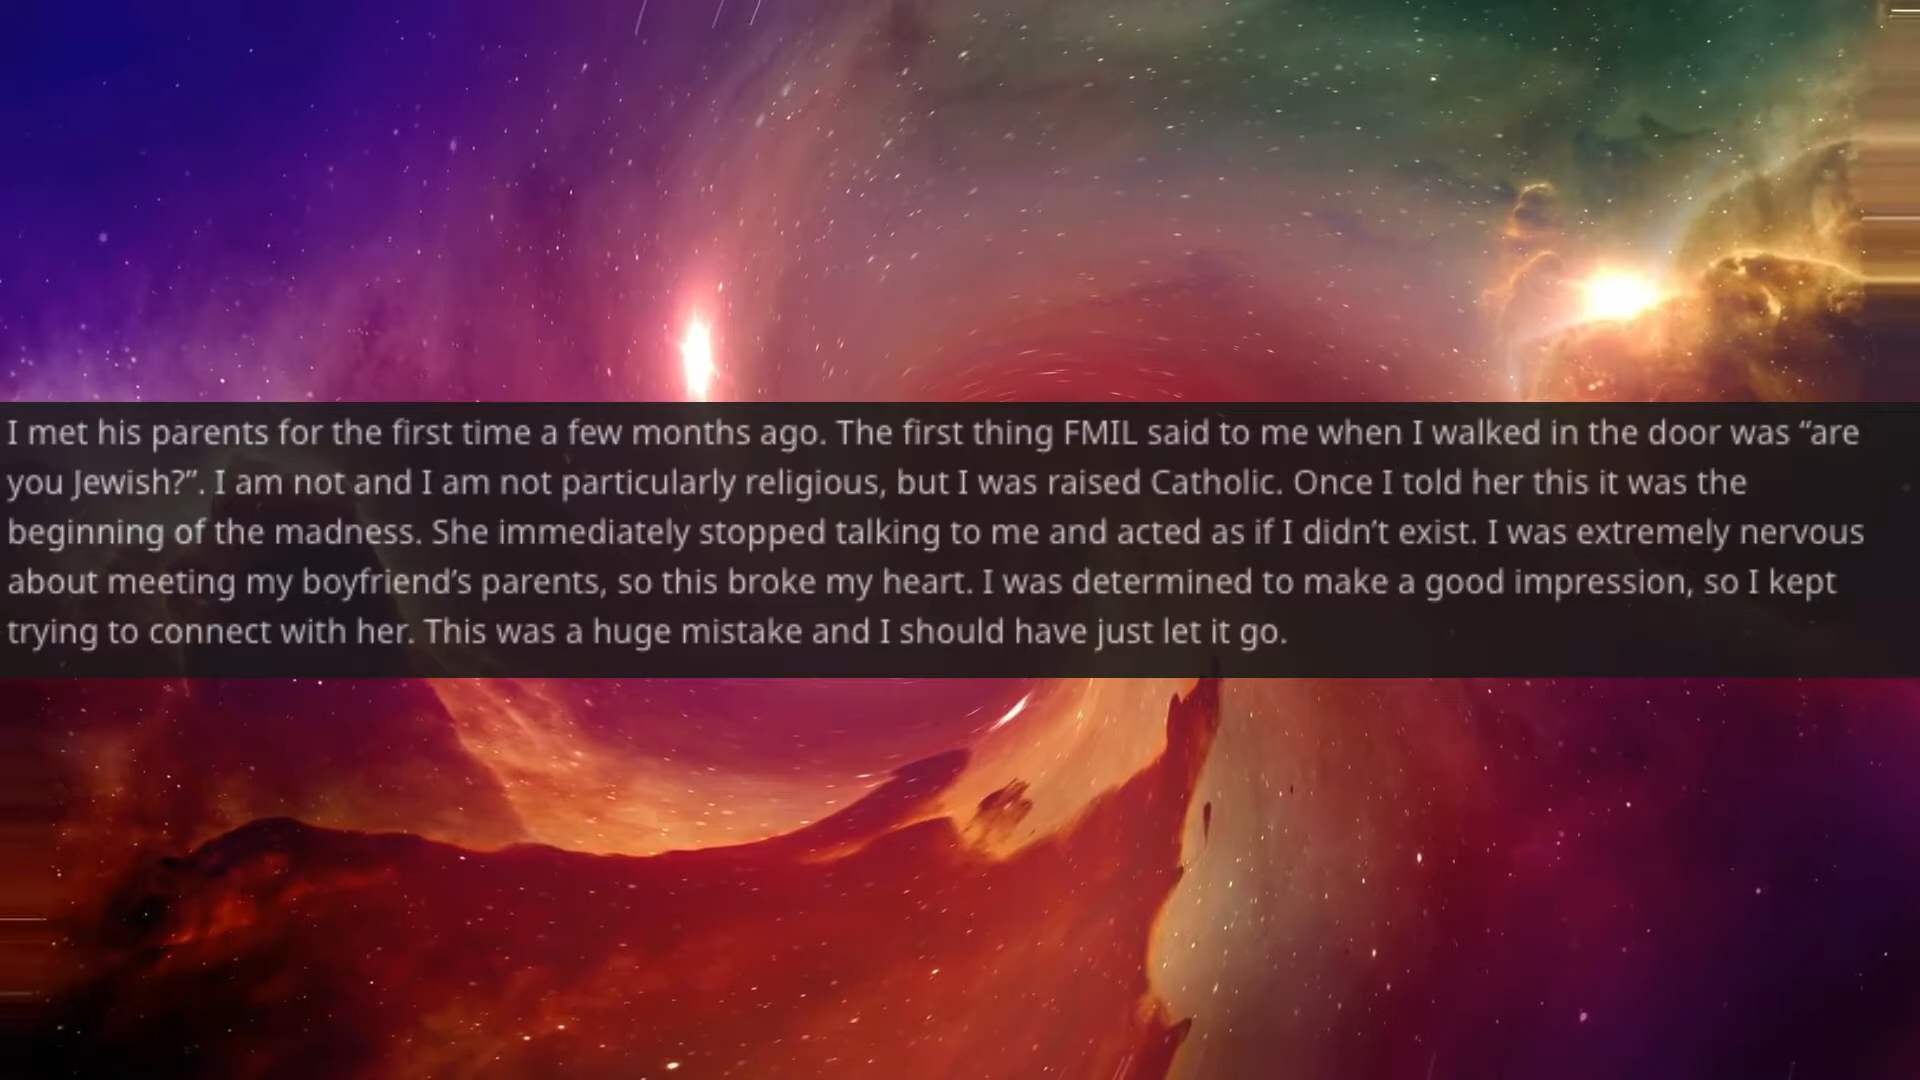 I met his parents for the first time a few months ago. The first thing FMIL said to me when I walked in the door was “are
you Jewish?”. I am not and I am not particularly religious, but I was raised Catholic. Once I told her this it was the
beginning of the madness. She immediately stopped talking to me and acted as if I didn’t exist. I was extremely nervous
about meeting my boyfriend’s parents, so this broke my heart. I was determined to make a good impression, so I kept
trying to connect with her. This was a huge mistake and I should have just let it go.